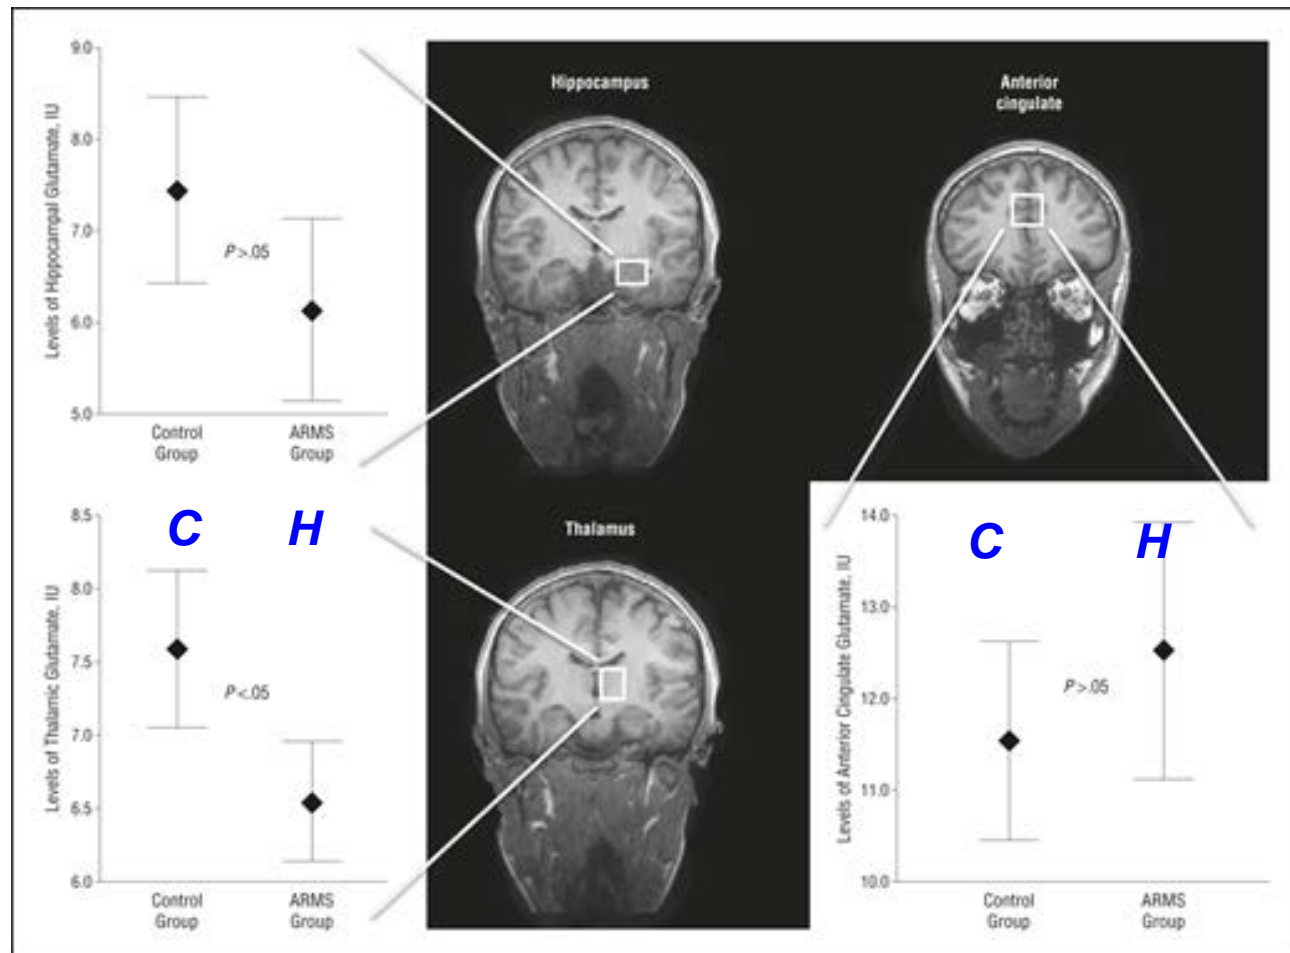 Levels of Hippocampal Glutamate, IU
9.0
8.0
7.0
6.0
5.0
P>.05
Control
Group
ARMS
Group
Hippocampus
Anterior
cingulate
C
H
Levels of Thalamic Glutamate, IU
8.5
8.0
7.5
7.0
6.5
6.0
P<.05
Control
Group
ARMS
Group
Thalamus
C
H
Levels of Anterior Cingulate Glutamate, IU
14.0
13.0
12.0
11.0
10.0
P>.05
Control
Group
ARMS
Group